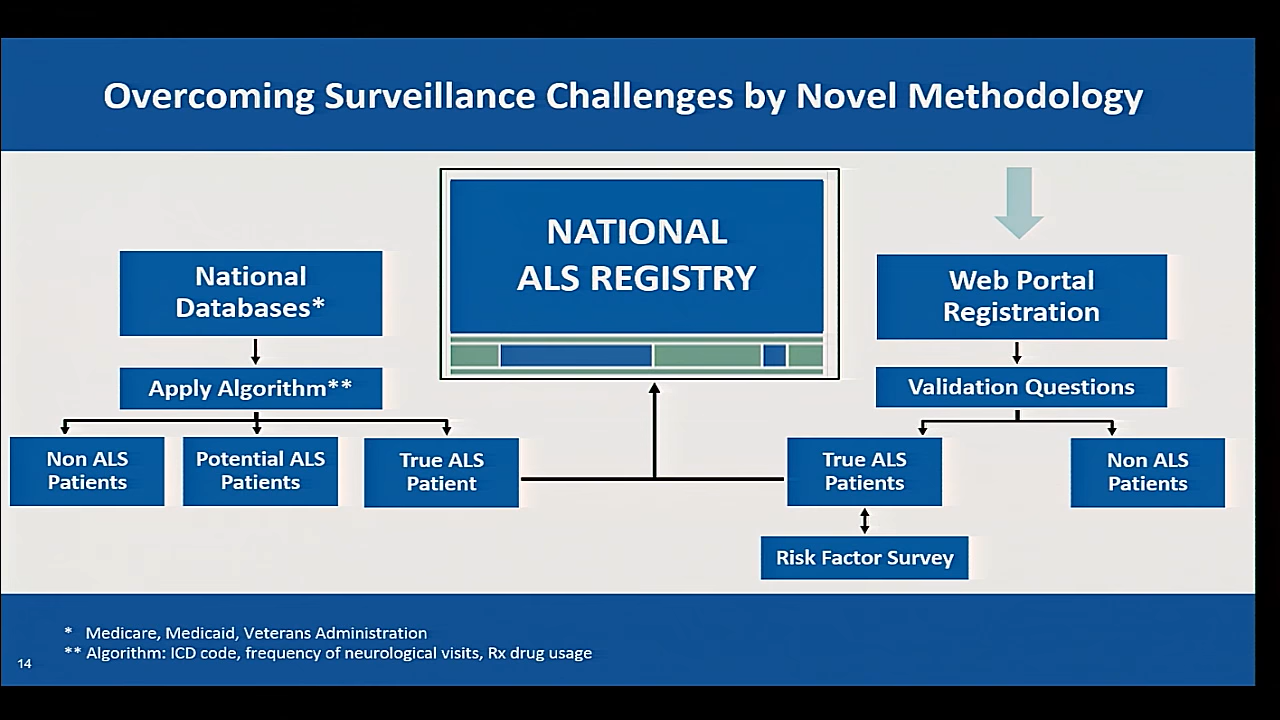 Overcoming Surveillance Challenges by Novel Methodology
NATIONAL
ALS REGISTRY
National
Databases*
Apply Algorithm**
Non ALS
Patients
Potential ALS
Patients
True ALS
Patient
Web Portal
Registration
Validation Questions
True ALS
Patients
Non ALS
Patients
Risk Factor Survey
* Medicare, Medicaid, Veterans Administration
** Algorithm: ICD code, frequency of neurological visits, Rx drug usage
14